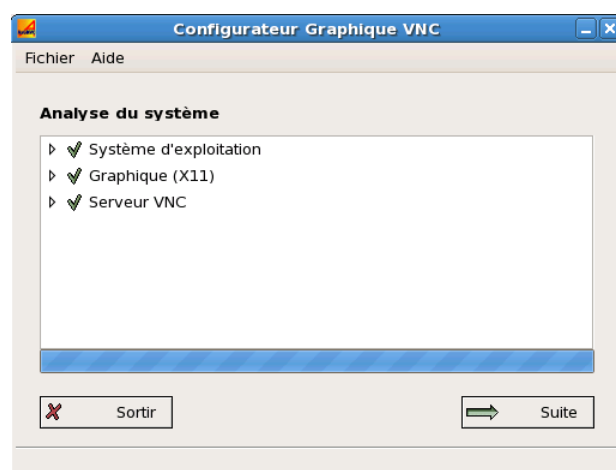 Configurateur Graphique VNC
Fichier Aide
Analyse du système
Système d'exploitation
Graphique (X11)
Serveur VNC
Sortir Suite